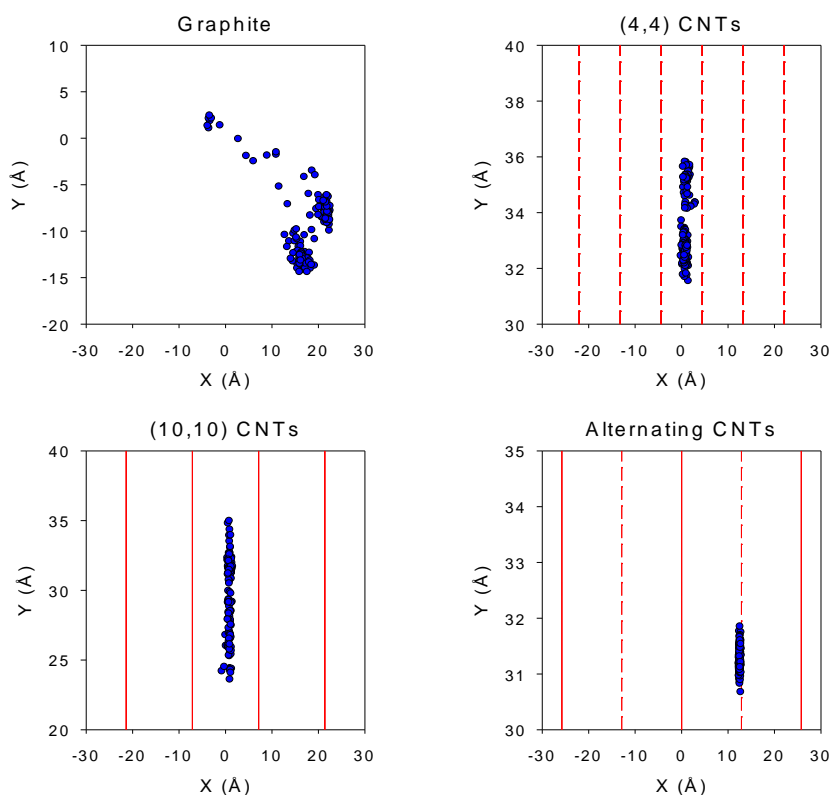 Graphite
10
5
0
-5
-10
-15
-20
Y (Å)
-30 -20 -10 0 10 20 30
X (Å)
(4,4) CNTs
40
38
36
34
32
30
Y (Å)
-30 -20 -10 0 10 20 30
X (Å)
(10,10) CNTs
40
35
30
25
20
Y (Å)
-30 -20 -10 0 10 20 30
X (Å)
Alternating CNTs
35
34
33
32
31
30
Y (Å)
-30 -20 -10 0 10 20 30
X (Å)